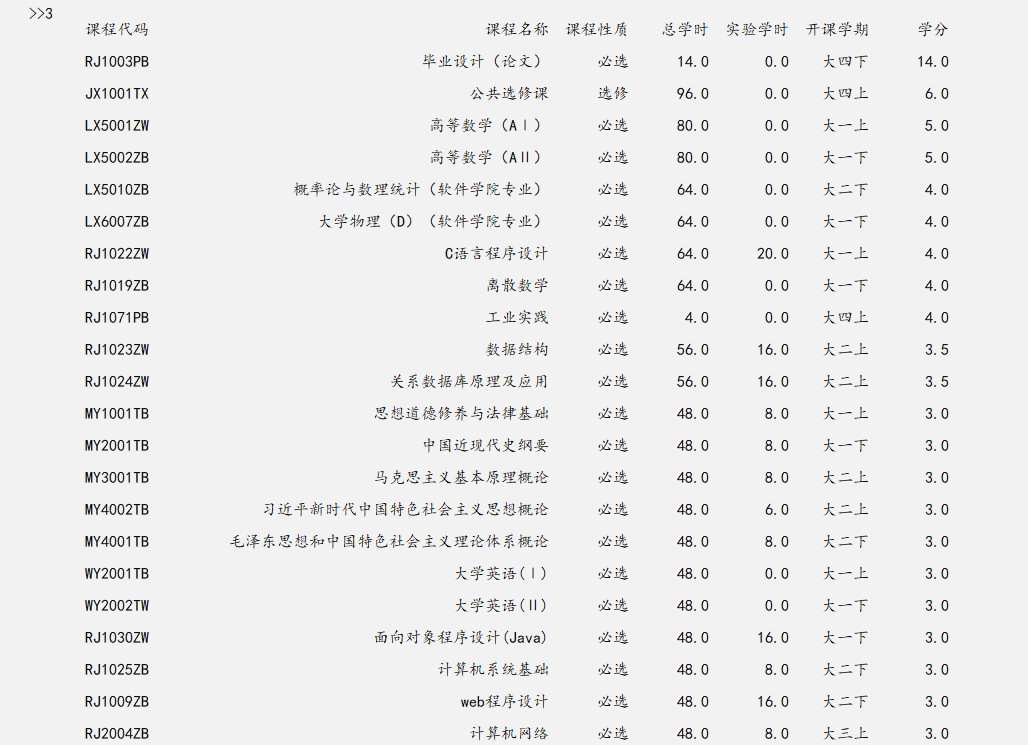 >>3
课程代码 课程名称 课程性质 总学时 实验学时 开课学期 学分
RJ1003PB 毕业设计（论文） 必选 14.0 0.0 大四下 14.0
JX1001TX 公共选修课 选修 96.0 0.0 大四上 6.0
LX5001ZW 高等数学（AⅠ） 必选 80.0 0.0 大一上 5.0
LX5002ZB 高等数学（AⅡ） 必选 80.0 0.0 大一下 5.0
LX5010ZB 概率论与数理统计（软件学院专业） 必选 64.0 0.0 大二下 4.0
LX6007ZB 大学物理（D）（软件学院专业） 必选 64.0 0.0 大一下 4.0
RJ1022ZW C语言程序设计 必选 64.0 20.0 大一上 4.0
RJ1019ZB 离散数学 必选 64.0 0.0 大一下 4.0
RJ1071PB 工业实践 必选 4.0 0.0 大四上 4.0
RJ1023ZW 数据结构 必选 56.0 16.0 大二上 3.5
RJ1024ZW 关系数据库原理及应用 必选 56.0 16.0 大二上 3.5
MY1001TB 思想道德修养与法律基础 必选 48.0 8.0 大一上 3.0
MY2001TB 中国近现代史纲要 必选 48.0 8.0 大一下 3.0
MY3001TB 马克思主义基本原理概论 必选 48.0 8.0 大二上 3.0
MY4002TB 习近平新时代中国特色社会主义思想概论 必选 48.0 6.0 大二上 3.0
MY4001TB 毛泽东思想和中国特色社会主义理论体系概论 必选 48.0 8.0 大二下 3.0
WY2001TB 大学英语(Ⅰ) 必选 48.0 0.0 大一上 3.0
WY2002TW 大学英语(Ⅱ) 必选 48.0 0.0 大一下 3.0
RJ1030ZW 面向对象程序设计(Java) 必选 48.0 16.0 大一下 3.0
RJ1025ZB 计算机系统基础 必选 48.0 8.0 大二下 3.0
RJ1009ZB web程序设计 必选 48.0 16.0 大二下 3.0
RJ2004ZB 计算机网络 必选 48.0 8.0 大三上 3.0